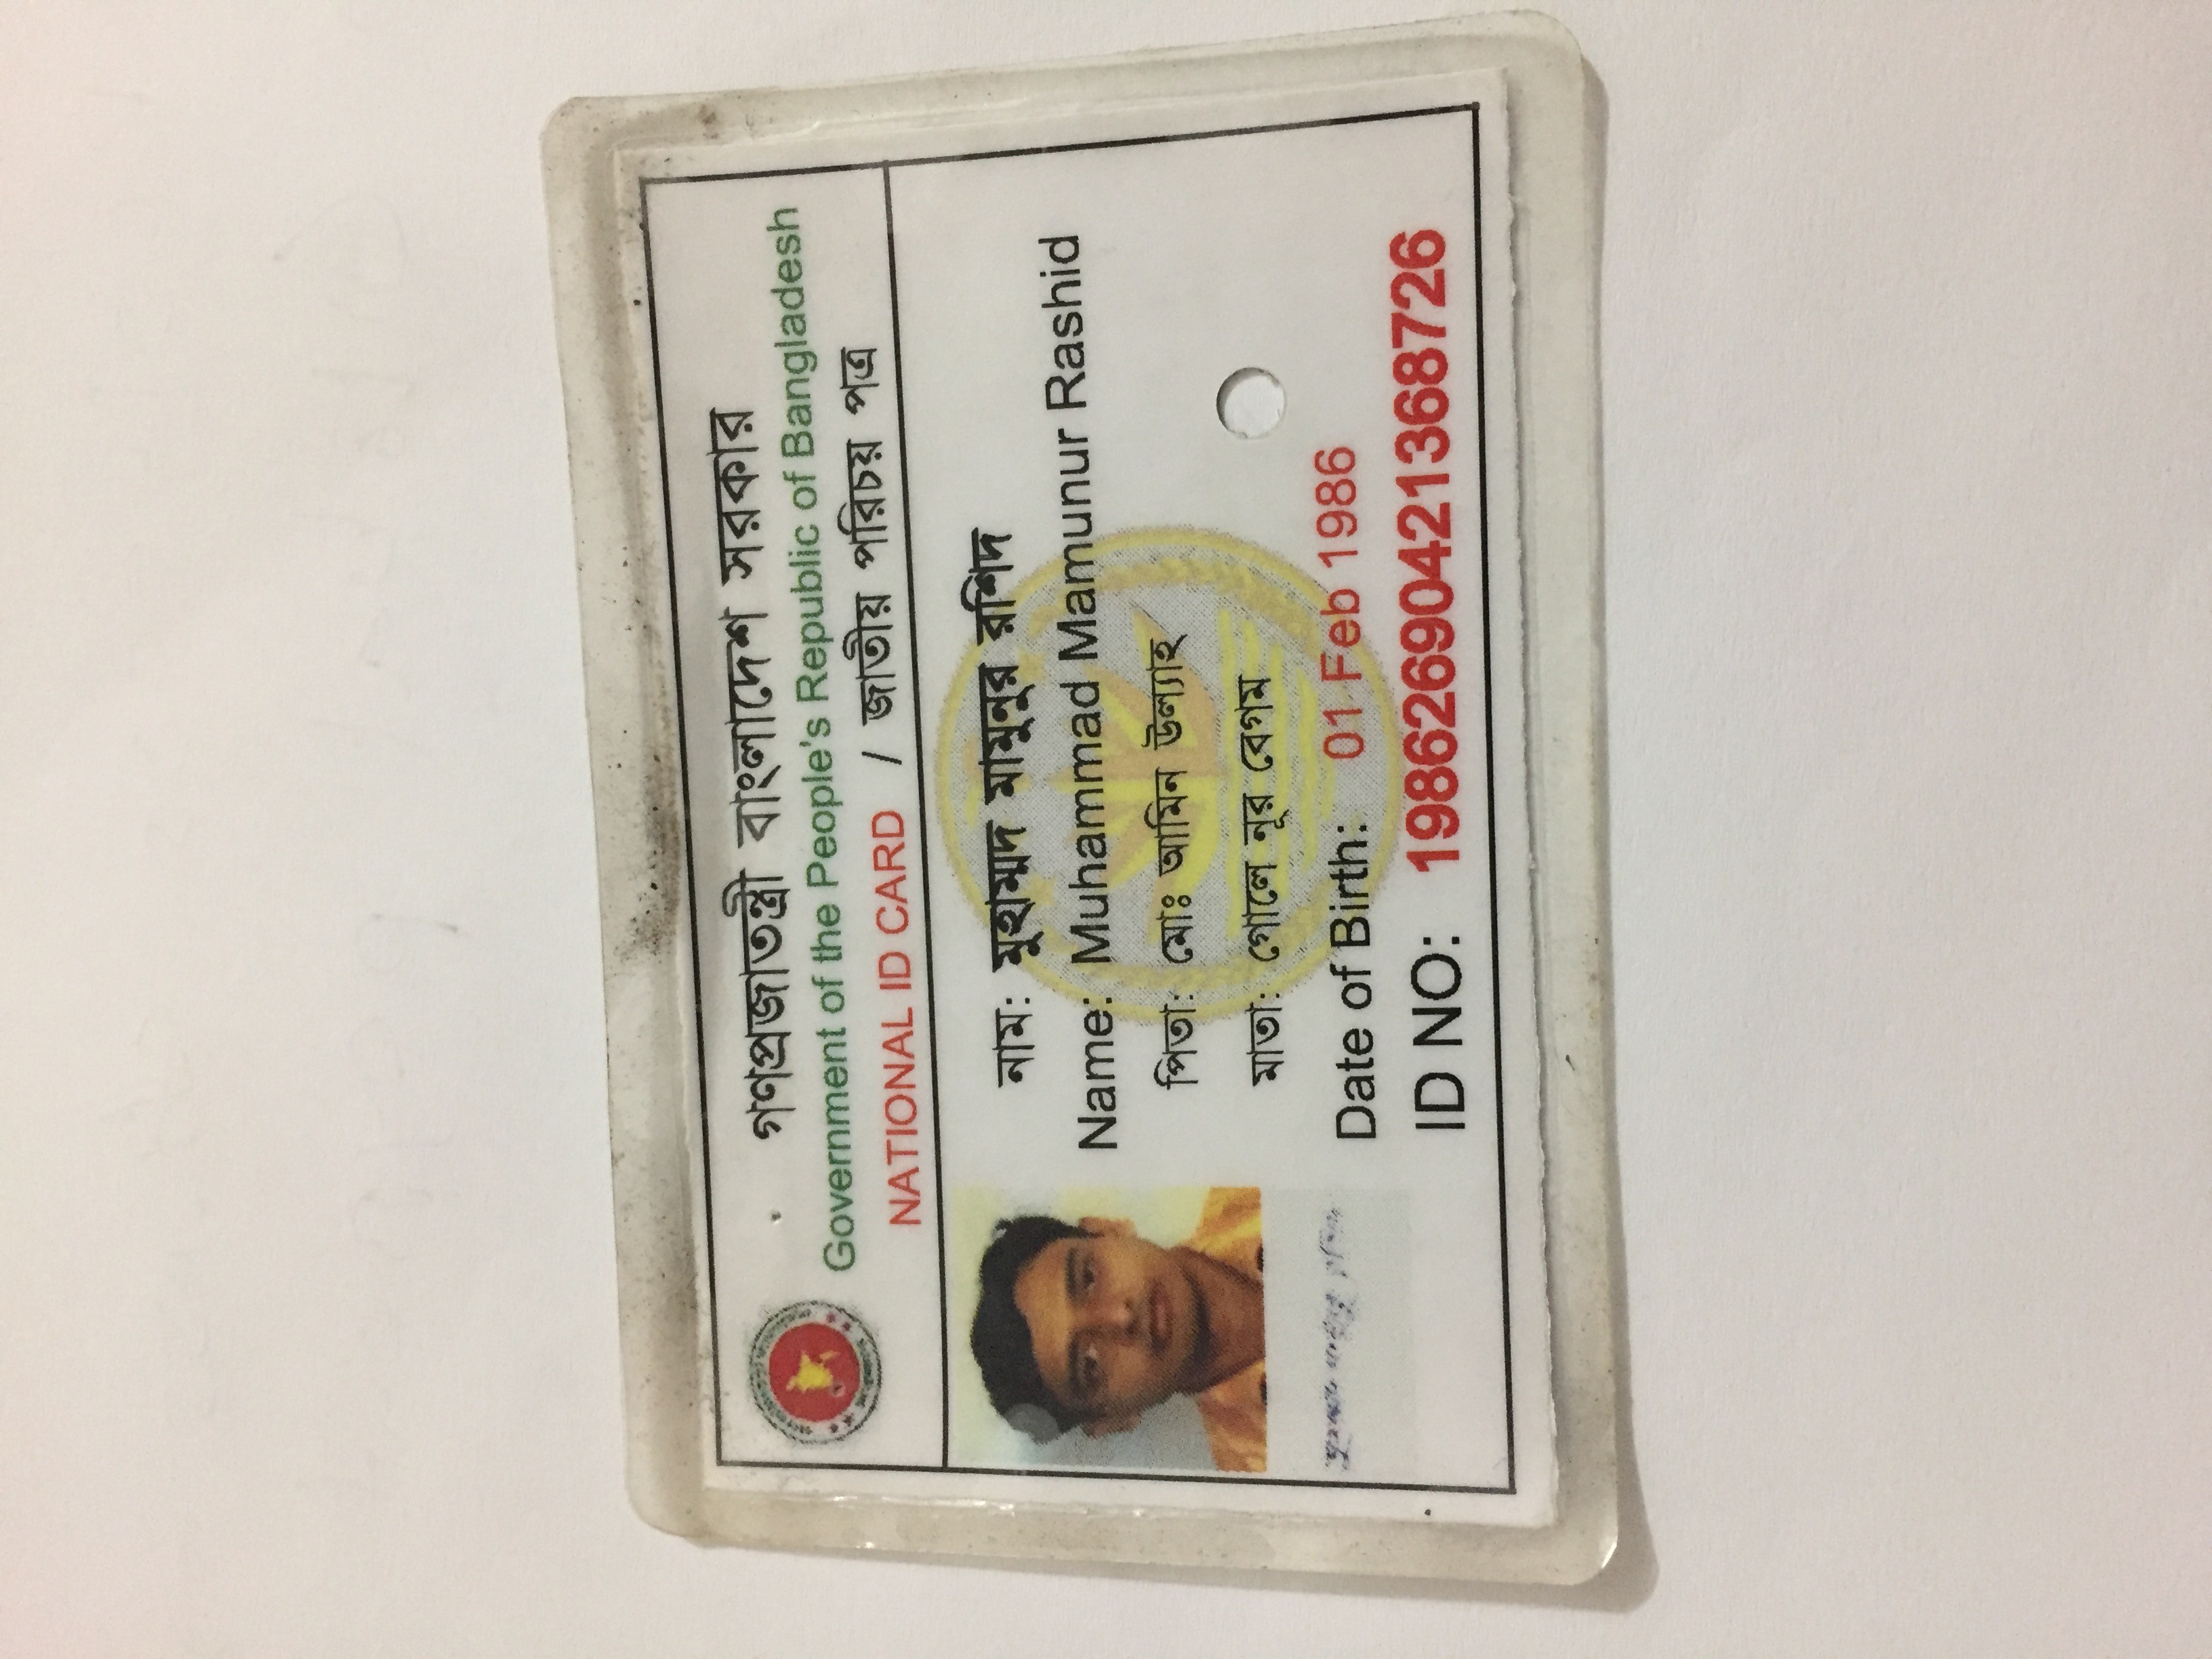 গণপ্রজাতন্ত্রী বাংলাদেশ সরকার
Government of the People's Republic of Bangladesh
NATIONAL ID CARD / জাতীয় পরিচয় পত্র
নাম: মুহাম্মদ মামুনুর রশিদ
Name: Muhammad Mamunur Rashid
পিতা: মোঃ আমিন উল্যাহ
মাতা: গোলে নূর বেগম
Date of Birth: 01 Feb 1986
ID NO: 19862690421368726